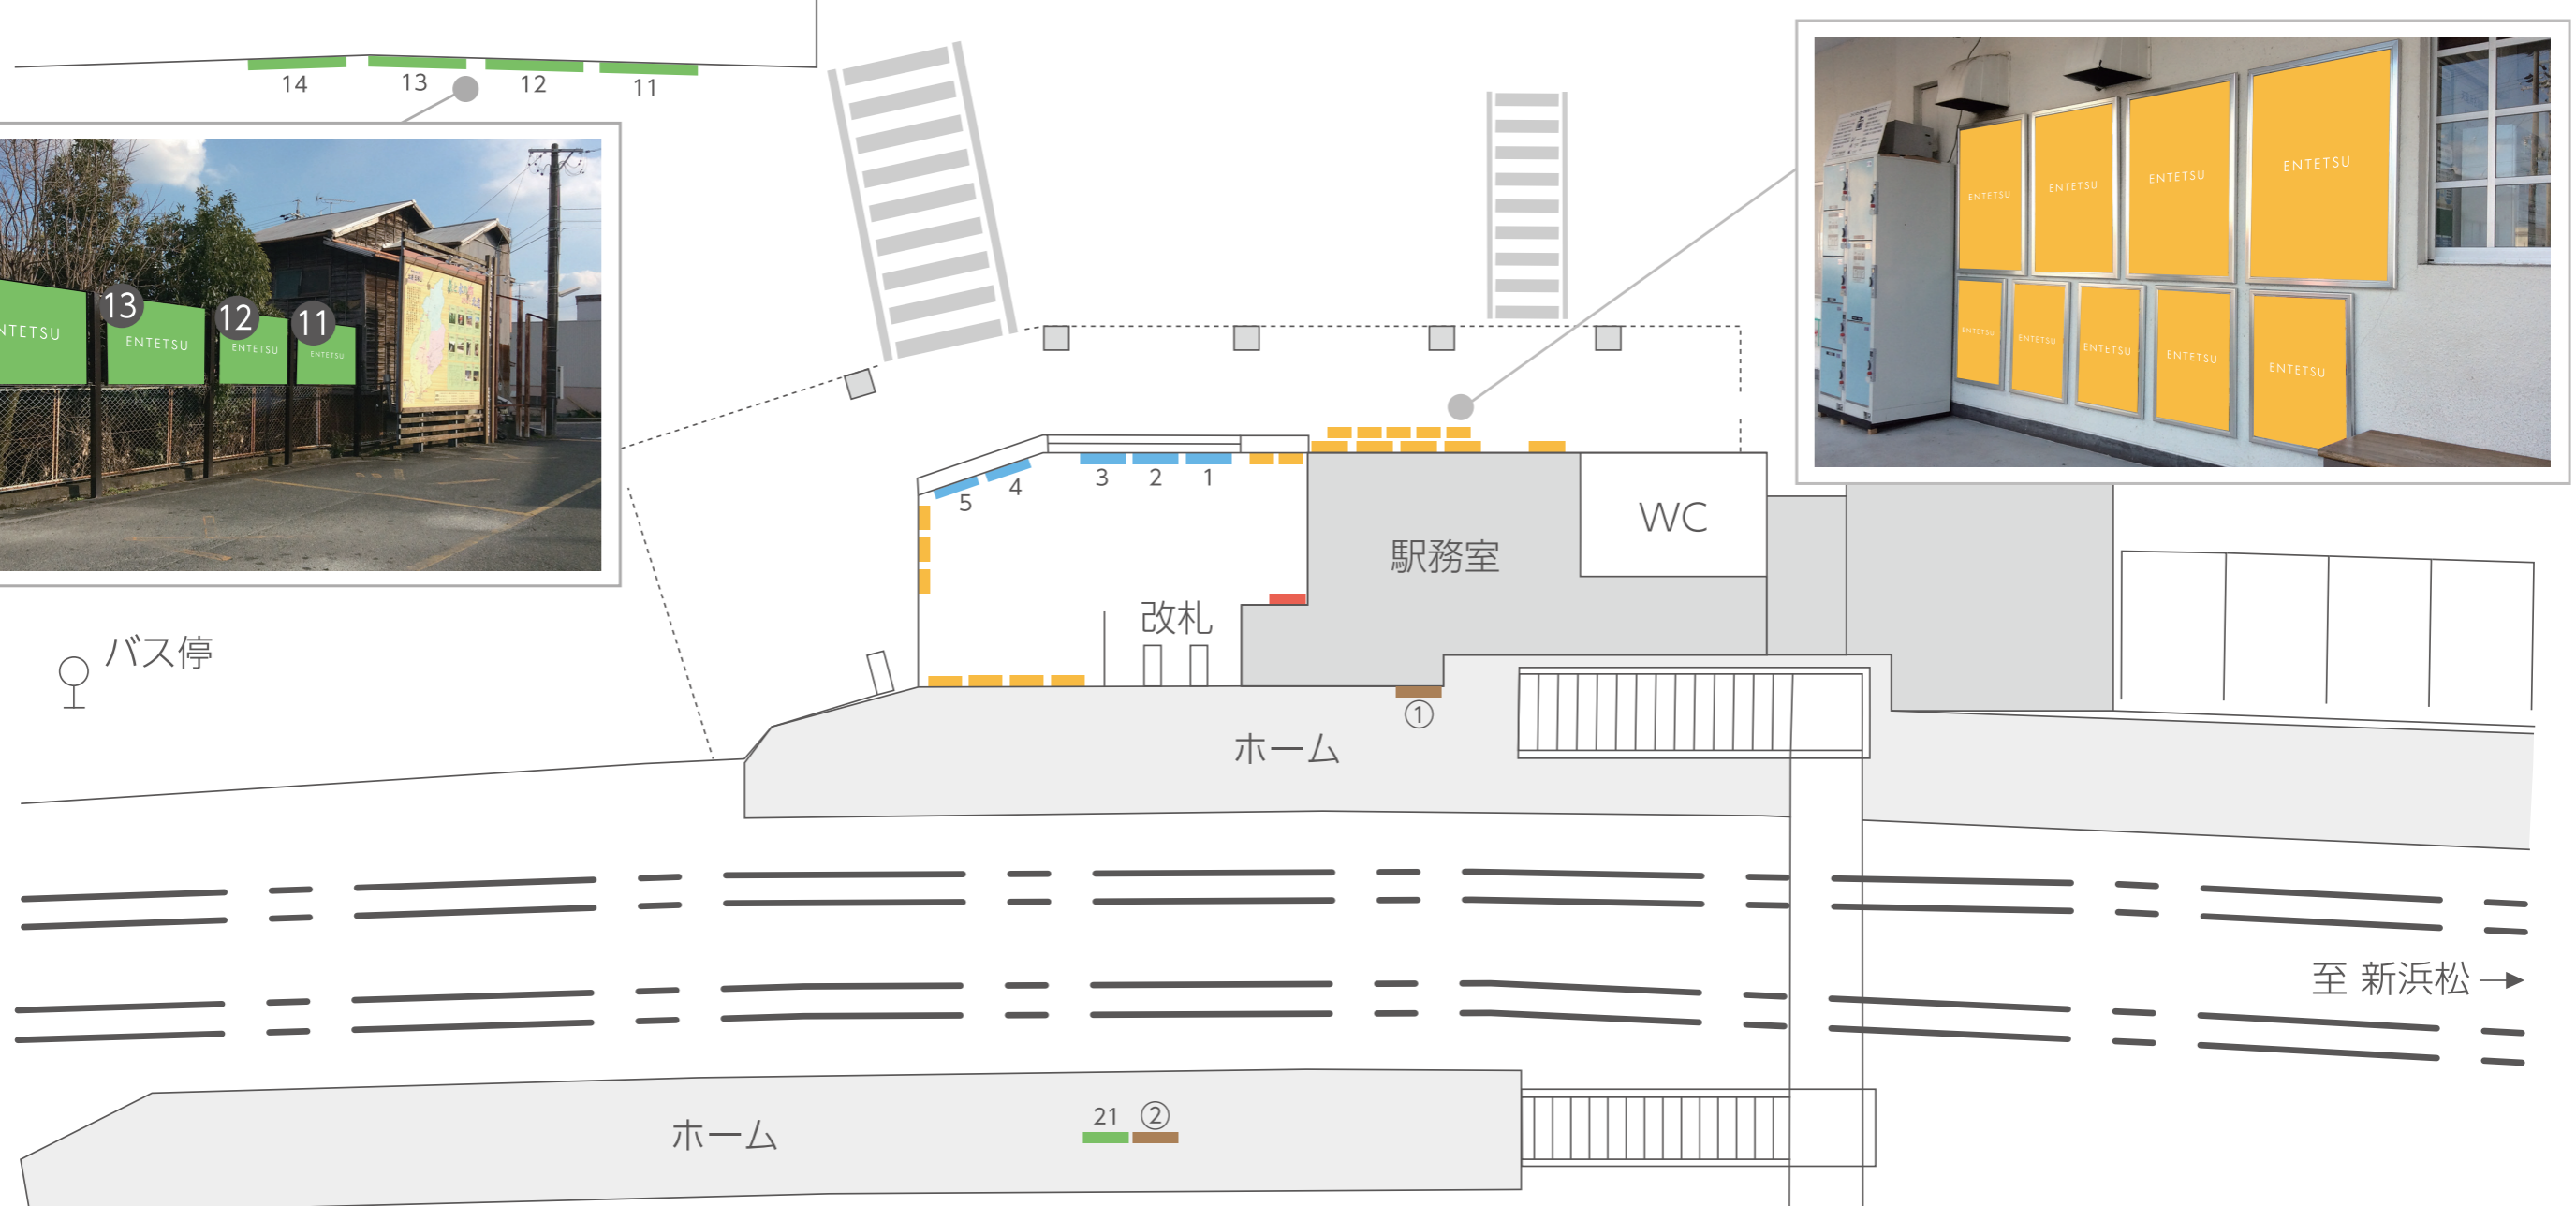 14 13 12 11
NTETSU
13
ENTETSU
12
ENTETSU
11
ENTETSU
ENTETSU
ENTETSU
ENTETSU
ENTETSU
ENTETSU
ENTETSU
ENTETSU
ENTETSU
ENTETSU
5 4 3 2 1
WC
駅務室
改札
バス停
①
ホーム
至 新浜松
ホーム
21 ②